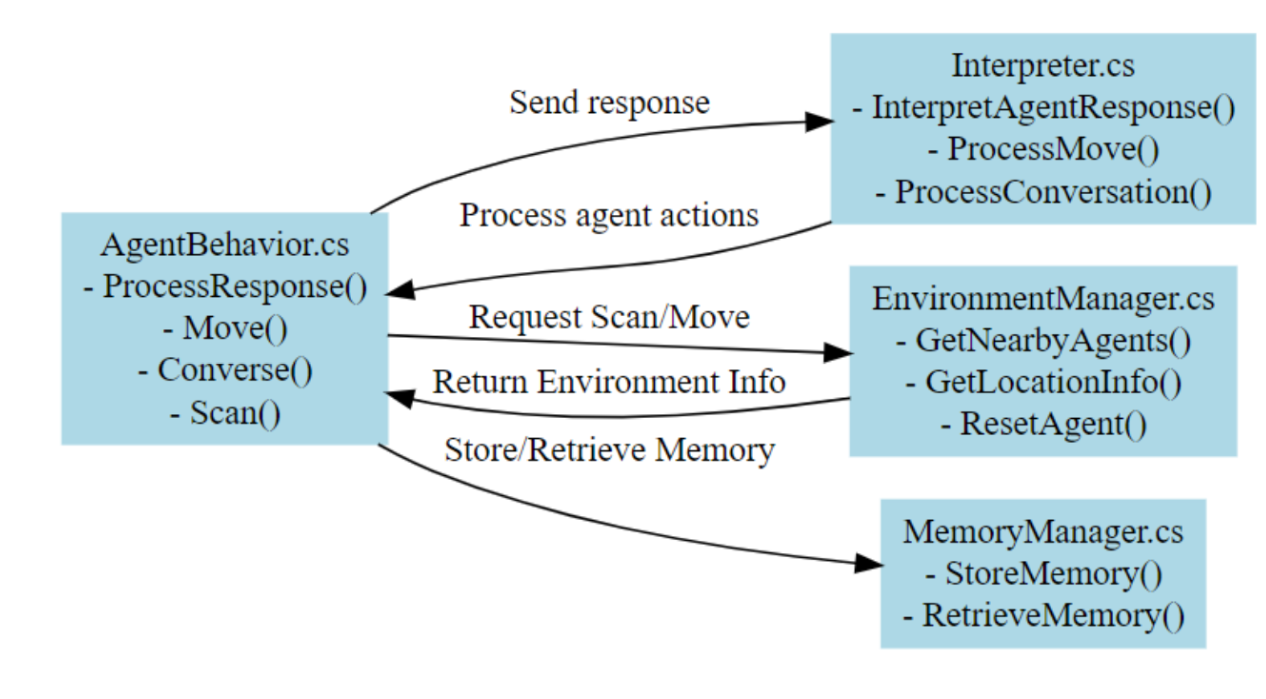 AgentBehavior.cs
- ProcessResponse()
- Move()
- Converse()
- Scan()
Send response
Process agent actions
Request Scan/Move
Return Environment Info
Store/Retrieve Memory
Interpreter.cs
- InterpretAgentResponse()
- ProcessMove()
- ProcessConversation()
EnvironmentManager.cs
- GetNearbyAgents()
- GetLocationInfo()
- ResetAgent()
MemoryManager.cs
- StoreMemory()
- RetrieveMemory()